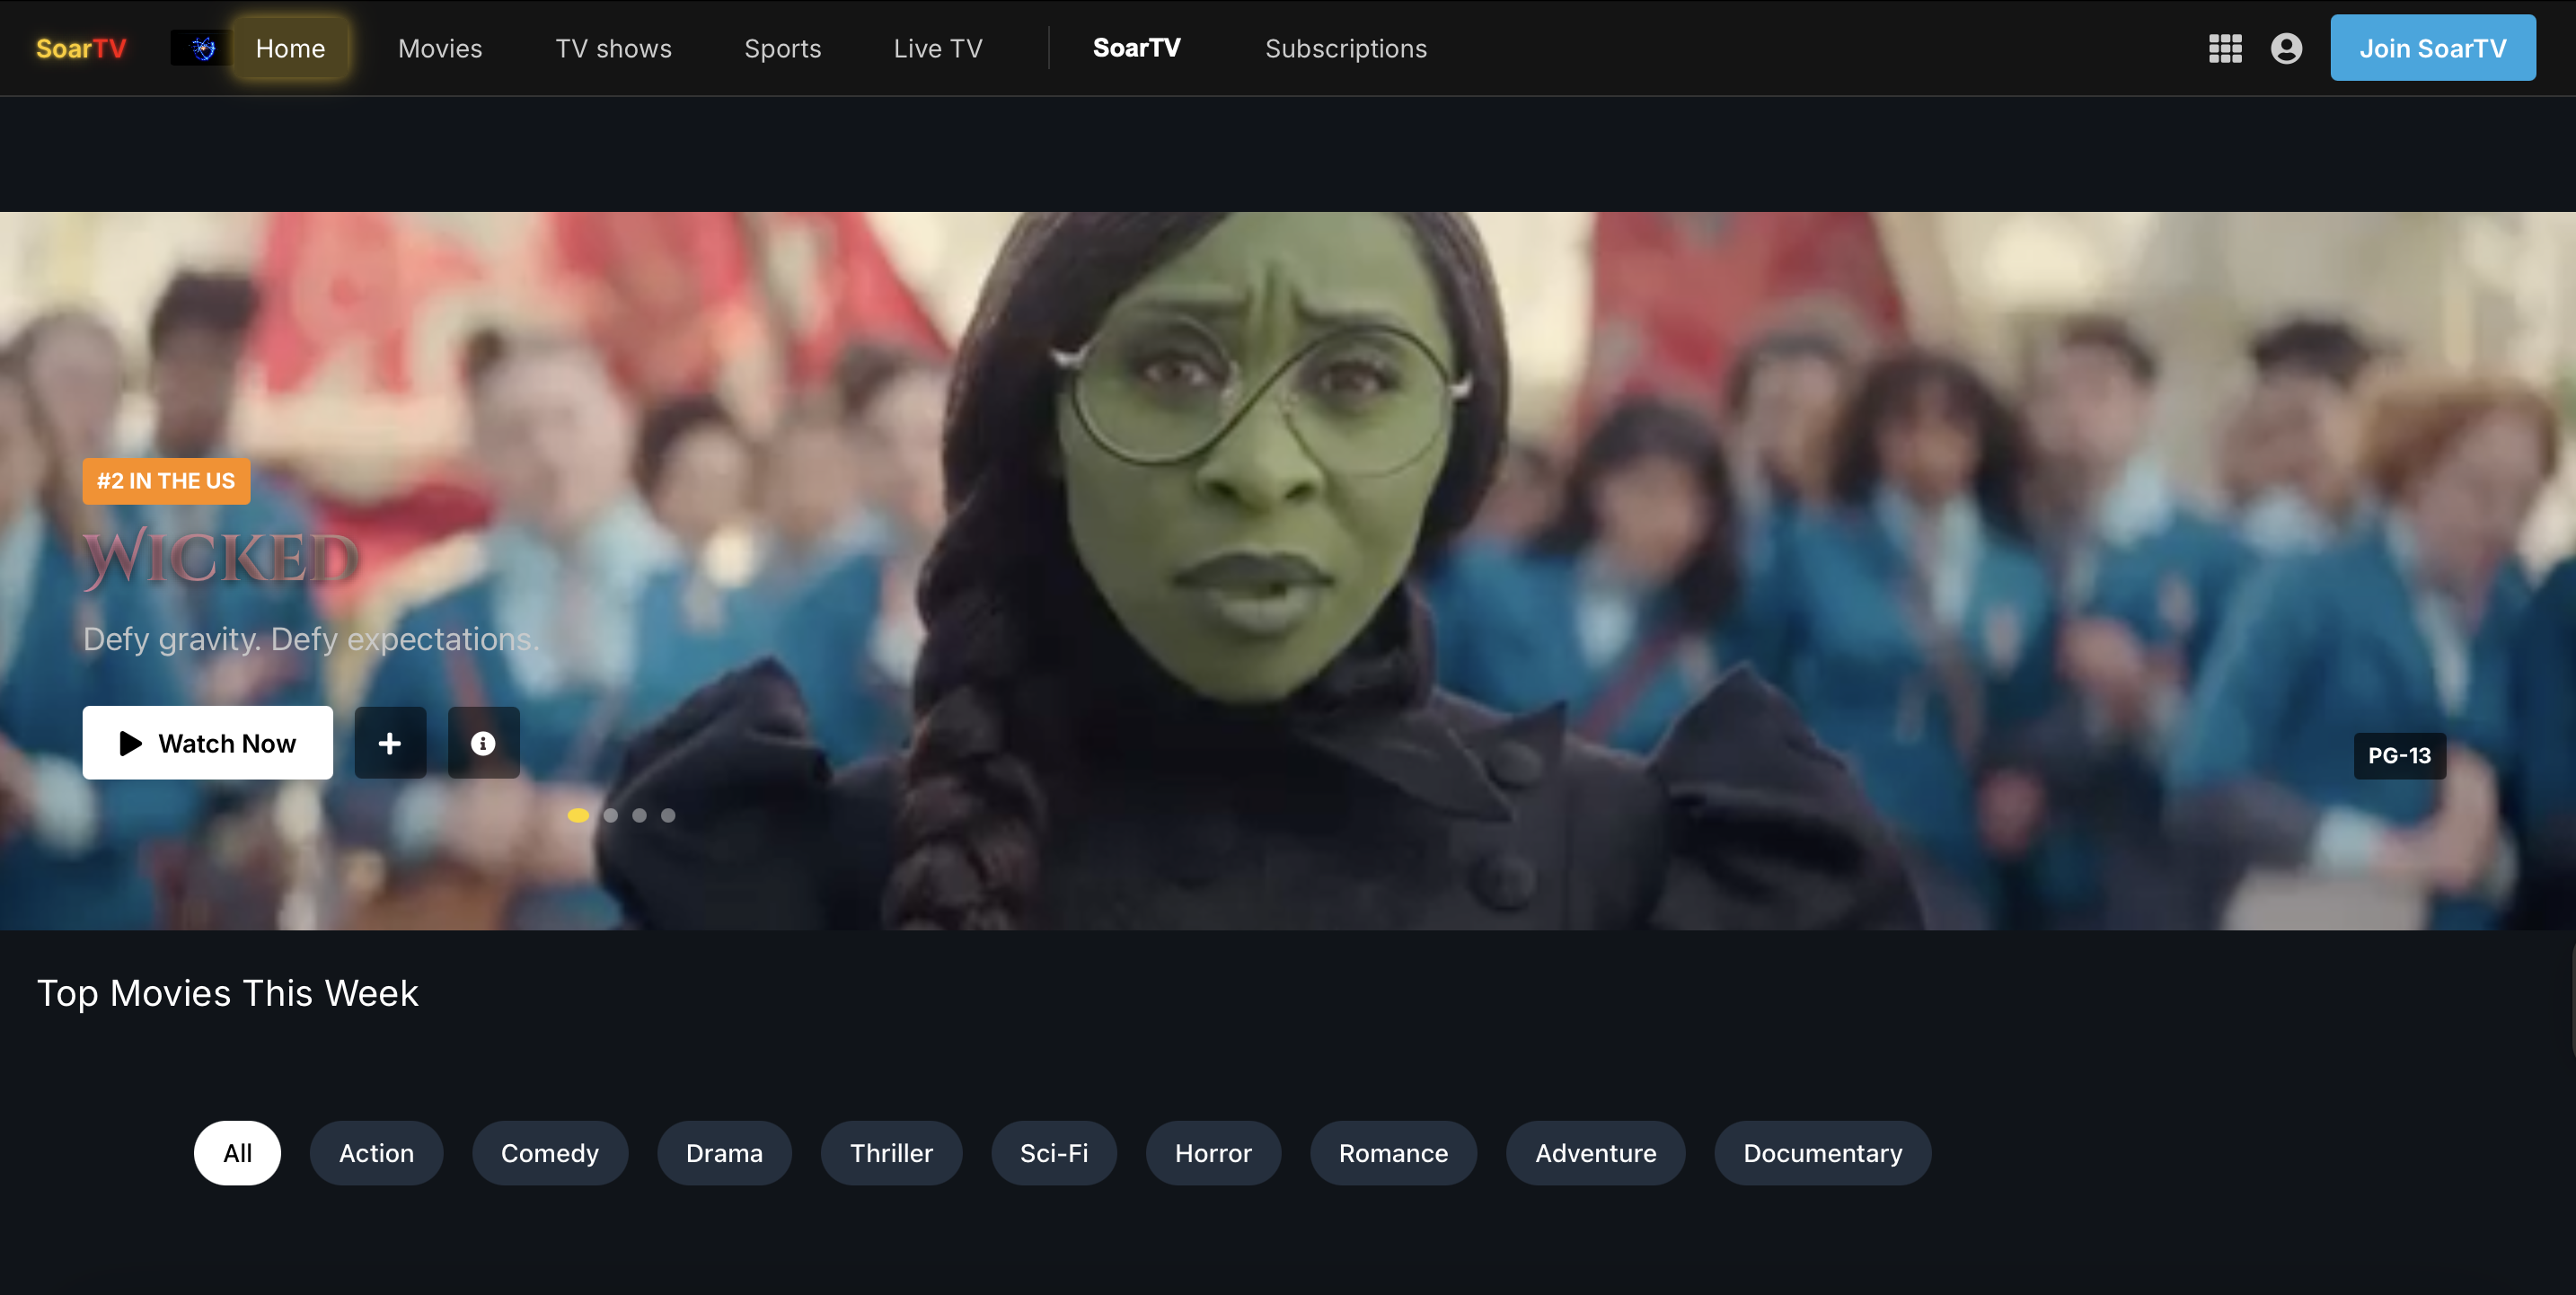 SoarTV Home Movies TV shows Sports Live TV SoarTV Subscriptions Join SoarTV
#2 IN THE US
WICKED
Defy gravity. Defy expectations.
Watch Now
PG-13
Top Movies This Week
All Action Comedy Drama Thriller Sci-Fi Horror Romance Adventure Documentary